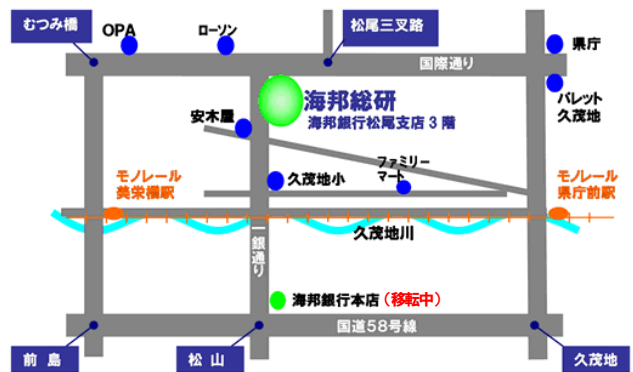 むつみ橋
OPA
ローソン
松尾三叉路
県庁
国際通り
海邦総研
海邦銀行松尾支店3階
パレット
久茂地
安木屋
ファミリー
マート
モノレール
美栄橋駅
久茂地小
モノレール
県庁前駅
久茂地川
一銀通り
海邦銀行本店(移転中)
国道58号線
前島
松山
久茂地